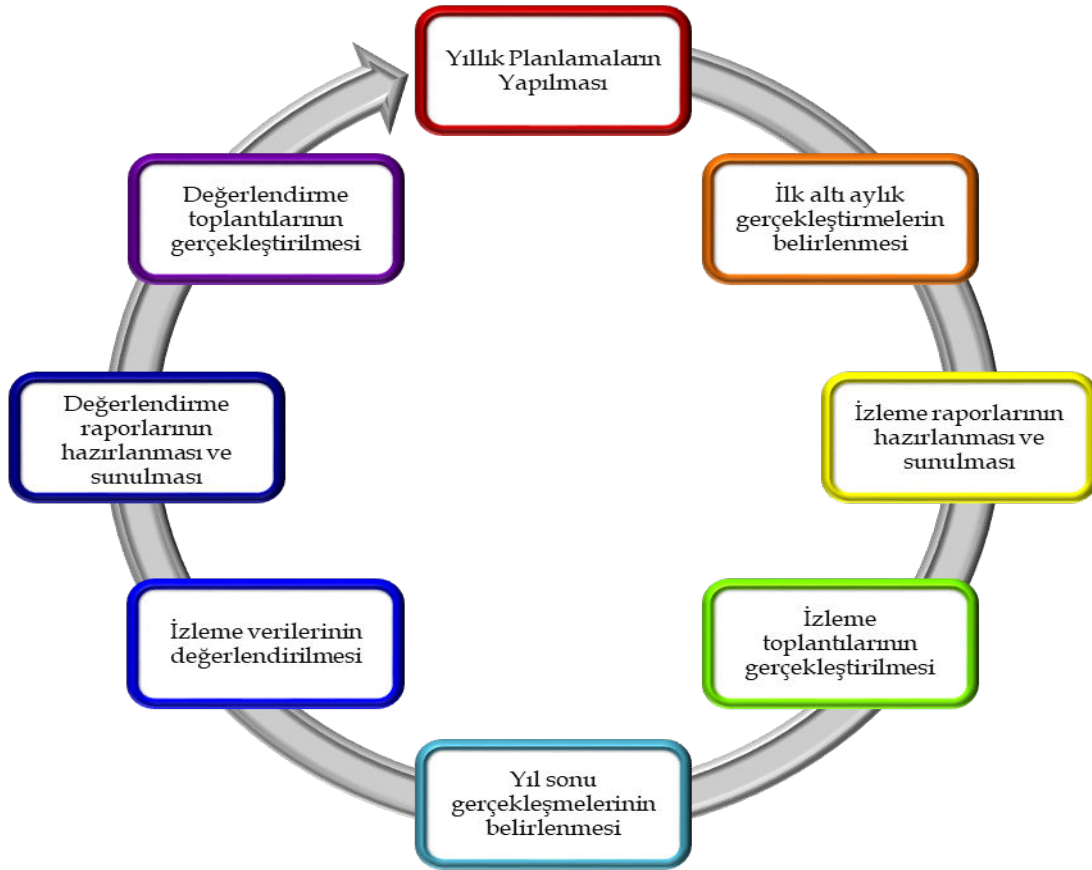 Yıllık Planlamaların
Yapılması
İlk altı aylık
gerçekleştirmelerin
belirlenmesi
İzleme raporlarının
hazırlanması ve
sunulması
İzleme
toplantılarının
gerçekleştirilmesi
Yıl sonu
gerçekleşmelerinin
belirlenmesi
İzleme verilerinin
değerlendirilmesi
Değerlendirme
raporlarının
hazırlanması ve
sunulması
Değerlendirme
toplantılarının
gerçekleştirilmesi